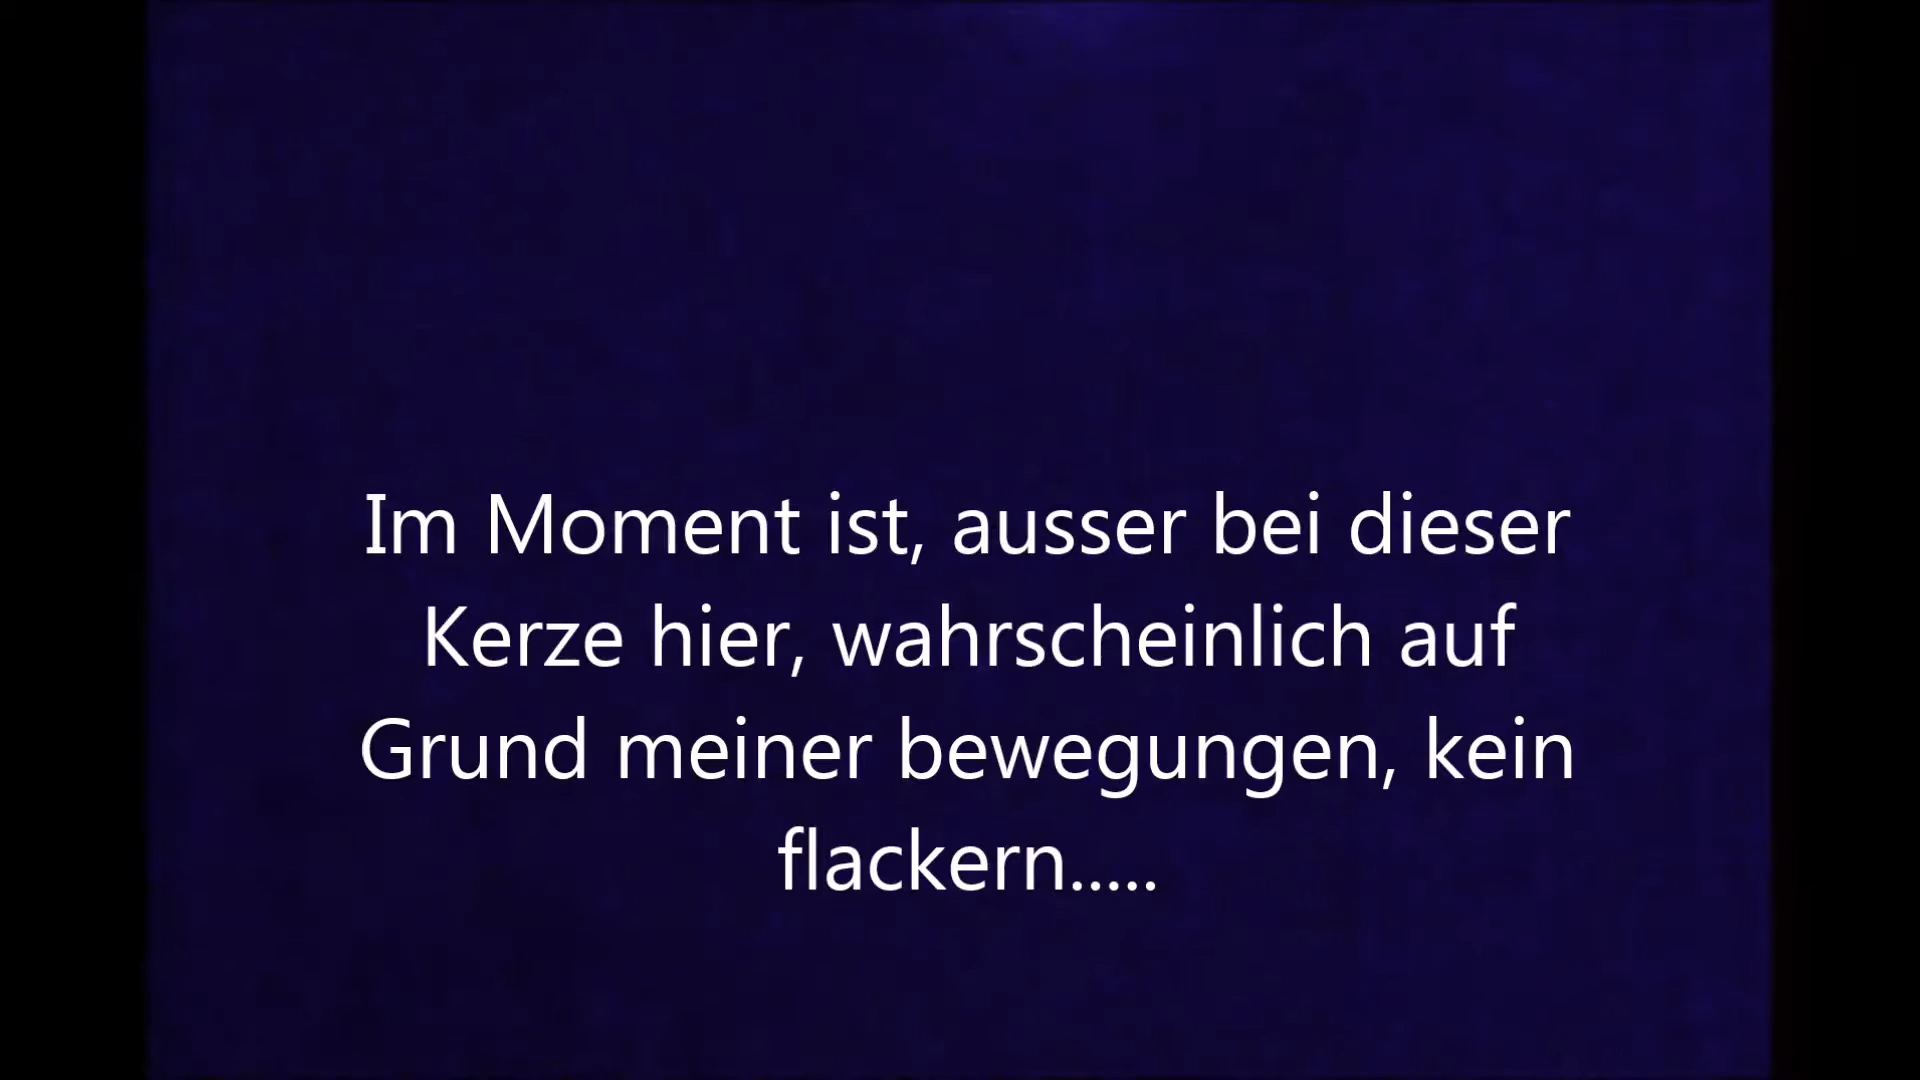 Im Moment ist, ausser bei dieser
Kerze hier, wahrscheinlich auf
Grund meiner bewegungen, kein
flackern.....